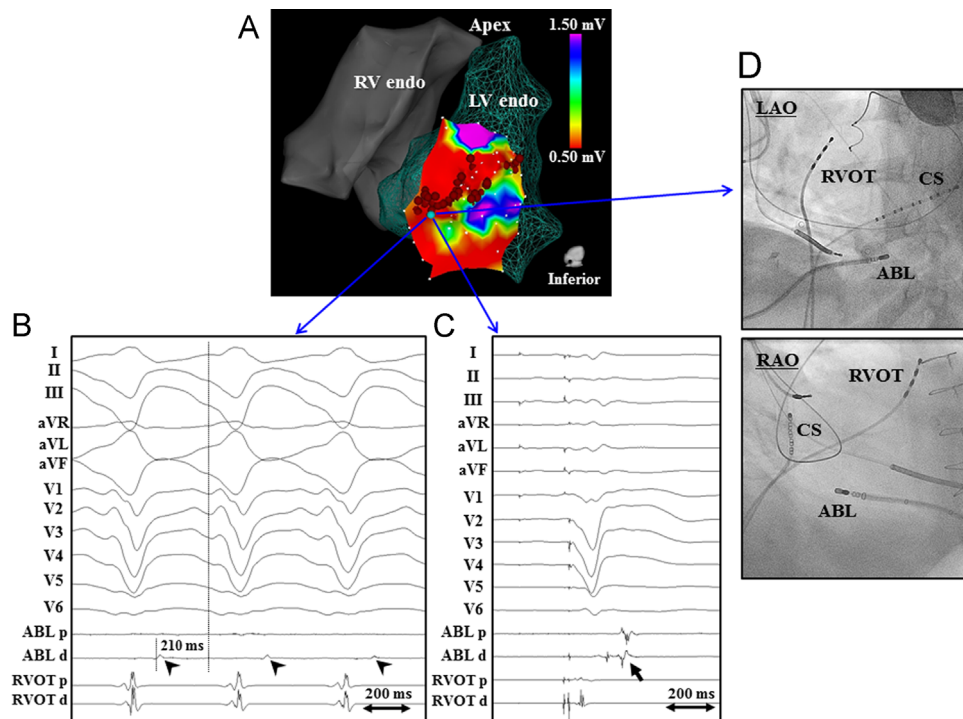 A
Apex
1.50 mV
RV endo
LV endo
0.50 mV
Inferior
B
I
II
III
aVR
aVL
aVF
V1
V2
V3
V4
V5
V6
ABL p
210 ms
ABL d
RVOT p
RVOT d
200 ms
C
I
II
III
aVR
aVL
aVF
V1
V2
V3
V4
V5
V6
ABL p
ABL d
RVOT p
RVOT d
200 ms
D
LAO
RVOT
CS
ABL
RAO
RVOT
CS
ABL